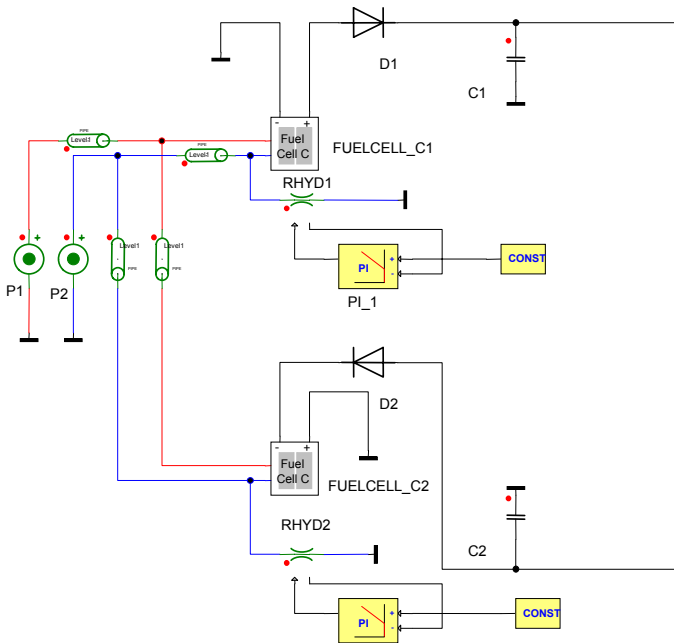 D1
C1
- +
Fuel
Cell C
FUELCELL_C1
PIPE
Level1
PIPE
Level1
RHYD1
+
+
P1
P2
Level1
PIPE
Level1
PIPE
PI
+
-
CONST
PI_1
D2
- +
Fuel
Cell C
FUELCELL_C2
C2
RHYD2
PI
+
-
CONST